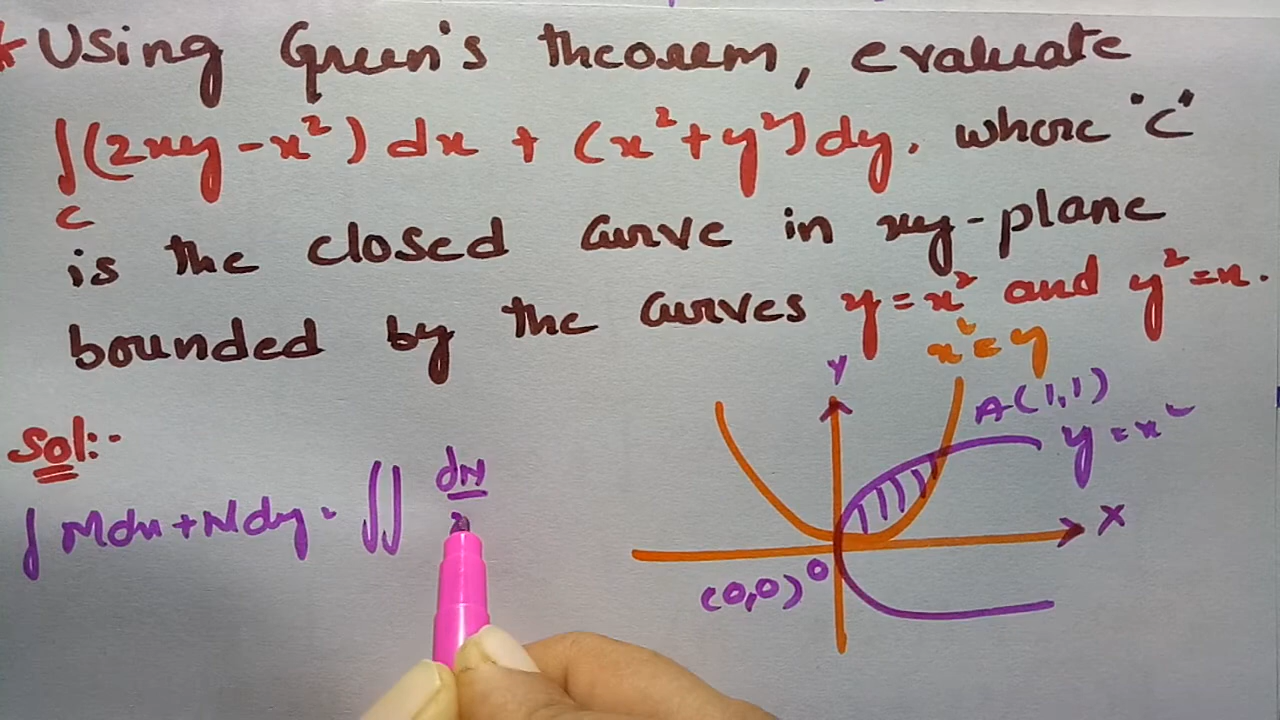 * Using Green's theorem, evaluate
∫(2xy-x²) dx + (x²+y²)dy. where "C"
C
is the closed curve in xy-plane
bounded by the curves y = x² and y² = x.
x² = y
Y
A(1,1)
y = x²
Sol:-
∫ Mdx + Ndy = ∬ dN
X
(0,0) O